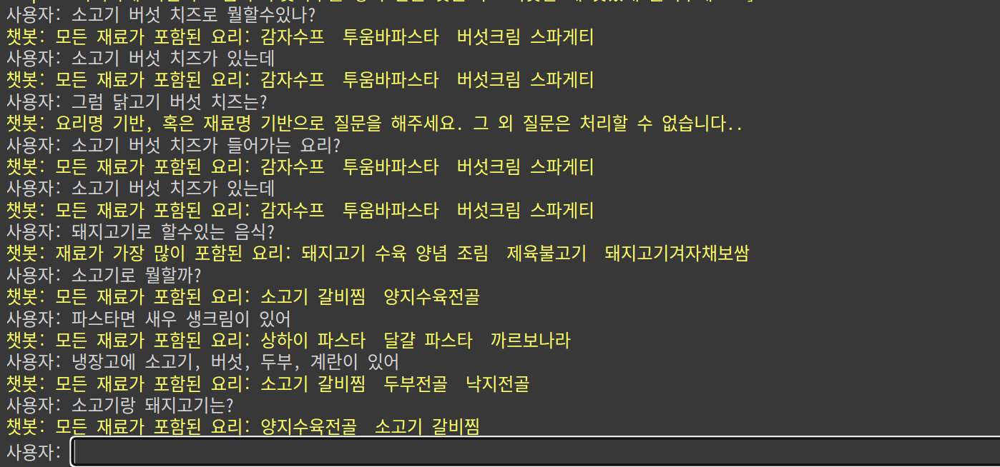 사용자: 소고기 버섯 치즈로 뭘할수있나?
챗봇: 모든 재료가 포함된 요리: 감자수프 투움바파스타 버섯크림 스파게티
사용자: 소고기 버섯 치즈가 있는데
챗봇: 모든 재료가 포함된 요리: 감자수프 투움바파스타 버섯크림 스파게티
사용자: 그럼 닭고기 버섯 치즈는?
챗봇: 요리명 기반, 혹은 재료명 기반으로 질문을 해주세요. 그 외 질문은 처리할 수 없습니다..
사용자: 소고기 버섯 치즈가 들어가는 요리?
챗봇: 모든 재료가 포함된 요리: 감자수프 투움바파스타 버섯크림 스파게티
사용자: 소고기 버섯 치즈가 있는데
챗봇: 모든 재료가 포함된 요리: 감자수프 투움바파스타 버섯크림 스파게티
사용자: 돼지고기로 할수있는 음식?
챗봇: 재료가 가장 많이 포함된 요리: 돼지고기 수육 양념 조림 제육불고기 돼지고기겨자채보쌈
사용자: 소고기로 뭘할까?
챗봇: 모든 재료가 포함된 요리: 소고기 갈비찜 양지수육전골
사용자: 파스타면 새우 생크림이 있어
챗봇: 모든 재료가 포함된 요리: 상하이 파스타 달걀 파스타 까르보나라
사용자: 냉장고에 소고기, 버섯, 두부, 계란이 있어
챗봇: 모든 재료가 포함된 요리: 소고기 갈비찜 두부전골 낙지전골
사용자: 소고기랑 돼지고기는?
챗봇: 모든 재료가 포함된 요리: 양지수육전골 소고기 갈비찜
사용자: